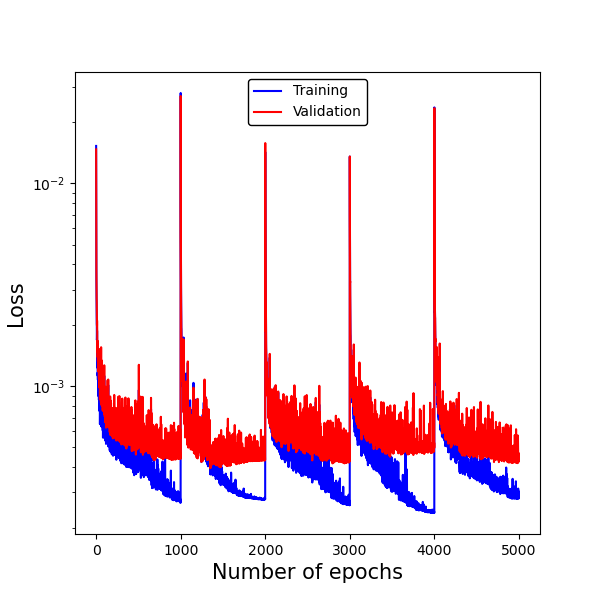 Training
Validation
10⁻²
10⁻³
Loss
0 1000 2000 3000 4000 5000
Number of epochs